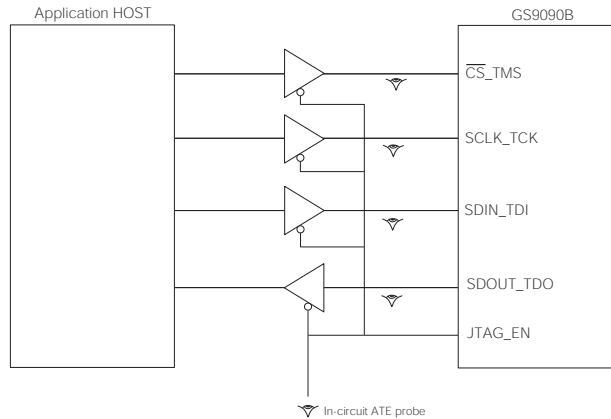 Application HOST
GS9090B
CS_TMS
SCLK_TCK
SDIN_TDI
SDOUT_TDO
JTAG_EN
In-circuit ATE probe